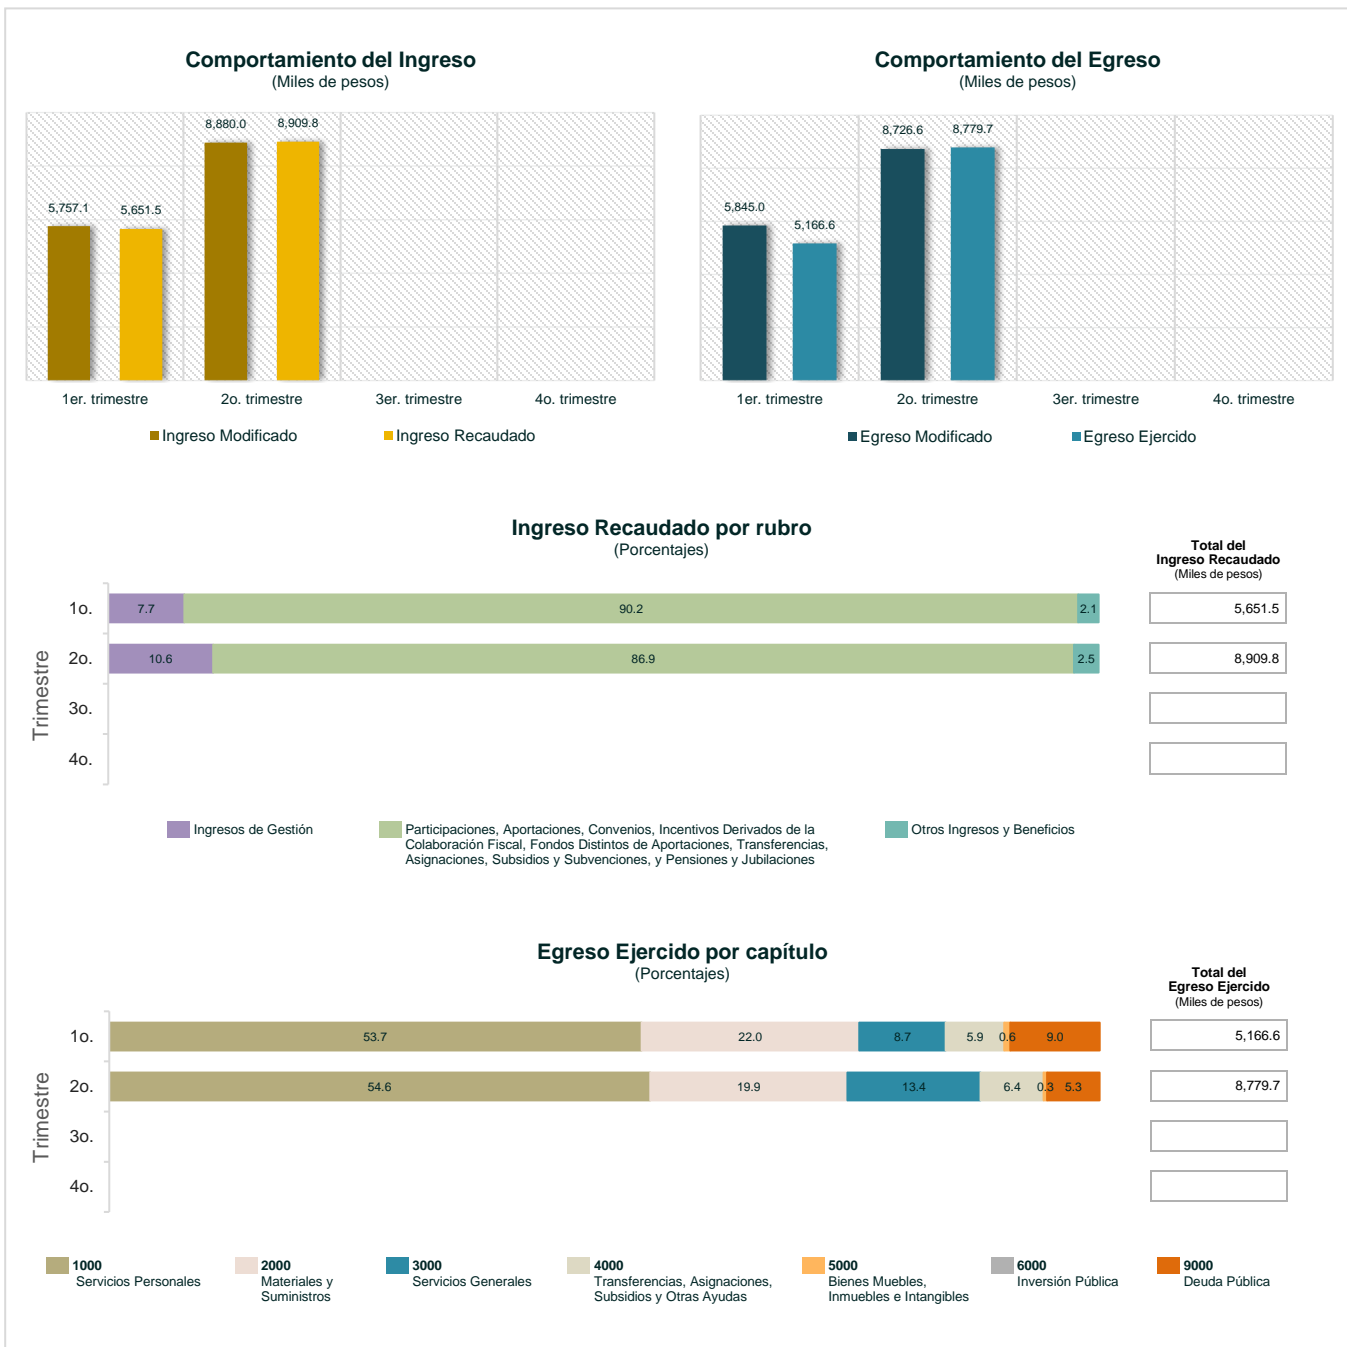 Comportamiento del Ingreso
(Miles de pesos)
5,757.1
5,651.5
8,880.0
8,909.8
1er. trimestre
2o. trimestre
3er. trimestre
4o. trimestre
Ingreso Modificado
Ingreso Recaudado
Comportamiento del Egreso
(Miles de pesos)
5,845.0
5,166.6
8,726.6
8,779.7
1er. trimestre
2o. trimestre
3er. trimestre
4o. trimestre
Egreso Modificado
Egreso Ejercido
Ingreso Recaudado por rubro
(Porcentajes)
Total del
Ingreso Recaudado
(Miles de pesos)
Trimestre
1o.
7.7
90.2
2.1
5,651.5
2o.
10.6
86.9
2.5
8,909.8
3o.
4o.
Ingresos de Gestión
Participaciones, Aportaciones, Convenios, Incentivos Derivados de la
Colaboración Fiscal, Fondos Distintos de Aportaciones, Transferencias,
Asignaciones, Subsidios y Subvenciones, y Pensiones y Jubilaciones
Otros Ingresos y Beneficios
Egreso Ejercido por capítulo
(Porcentajes)
Total del
Egreso Ejercido
(Miles de pesos)
Trimestre
1o.
53.7
22.0
8.7
5.9
0.6
9.0
5,166.6
2o.
54.6
19.9
13.4
6.4
0.3
5.3
8,779.7
3o.
4o.
1000
Servicios Personales
2000
Materiales y
Suministros
3000
Servicios Generales
4000
Transferencias, Asignaciones,
Subsidios y Otras Ayudas
5000
Bienes Muebles,
Inmuebles e Intangibles
6000
Inversión Pública
9000
Deuda Pública